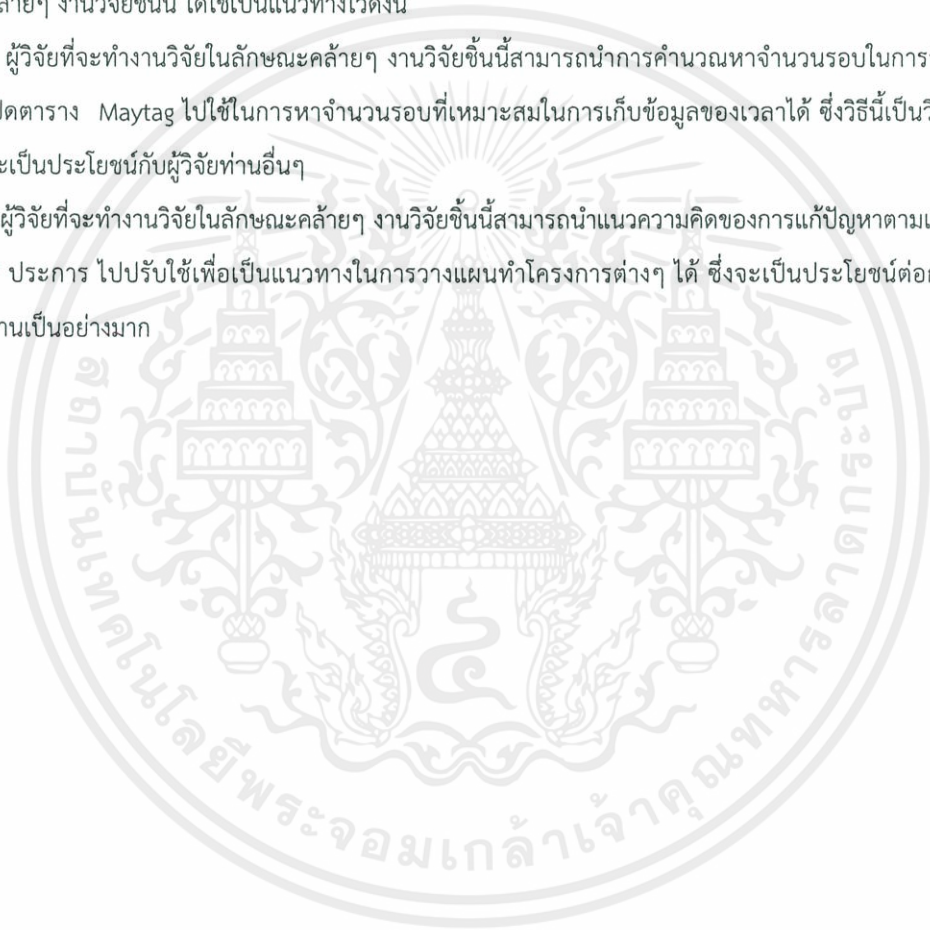 ลายๆ งานวิจัยชิ้นนี้ ได้ใช้เป็นแนวทางไว้ดังนี้
ผู้วิจัยที่จะทำงานวิจัยในลักษณะคล้ายๆ งานวิจัยชิ้นนี้สามารถนำการคำนวณหาจำนวนรอบในการ
ปิดตาราง Maytag ไปใช้ในการหาจำนวนรอบที่เหมาะสมในการเก็บข้อมูลของเวลาได้ ซึ่งวิธีนี้เป็น
ะเป็นประโยชน์กับผู้วิจัยท่านอื่นๆ
ผู้วิจัยที่จะทำงานวิจัยในลักษณะคล้ายๆ งานวิจัยชิ้นนี้สามารถนำแนวความคิดของการแก้ปัญหาตาม
ประการ ไปปรับใช้เพื่อเป็นแนวทางในการวางแผนทำโครงการต่างๆ ได้ ซึ่งจะเป็นประโยชน์ต่อ
านเป็นอย่างมาก
สถาบันเทคโนโลยีพระจอมเกล้าเจ้าคุณทหารลาดกระบัง